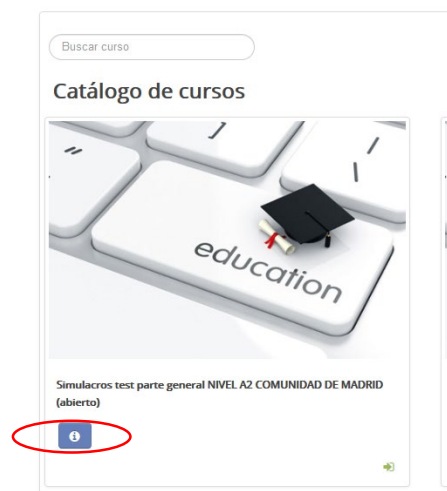 Buscar curso
Catálogo de cursos
education
Simulacros test parte general NIVEL A2 COMUNIDAD DE MADRID
(abierto)